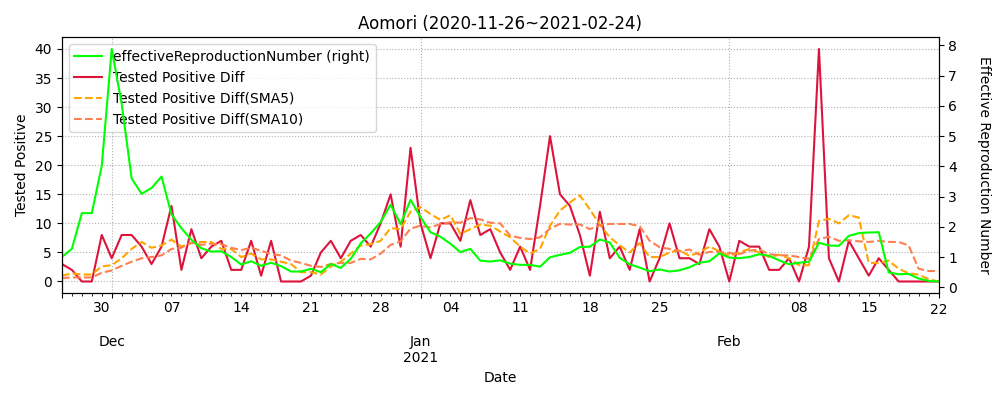 Aomori (2020-11-26~2021-02-24)
effectiveReproductionNumber (right)
Tested Positive Diff
Tested Positive Diff(SMA5)
Tested Positive Diff(SMA10)
Tested Positive
40
35
30
25
20
15
10
5
0
8
7
6
5
4
3
2
1
0
Effective Reproduction Number
30 07 14 21 28 04 11 18 25 08 15 22
Dec Jan Feb
2021
Date